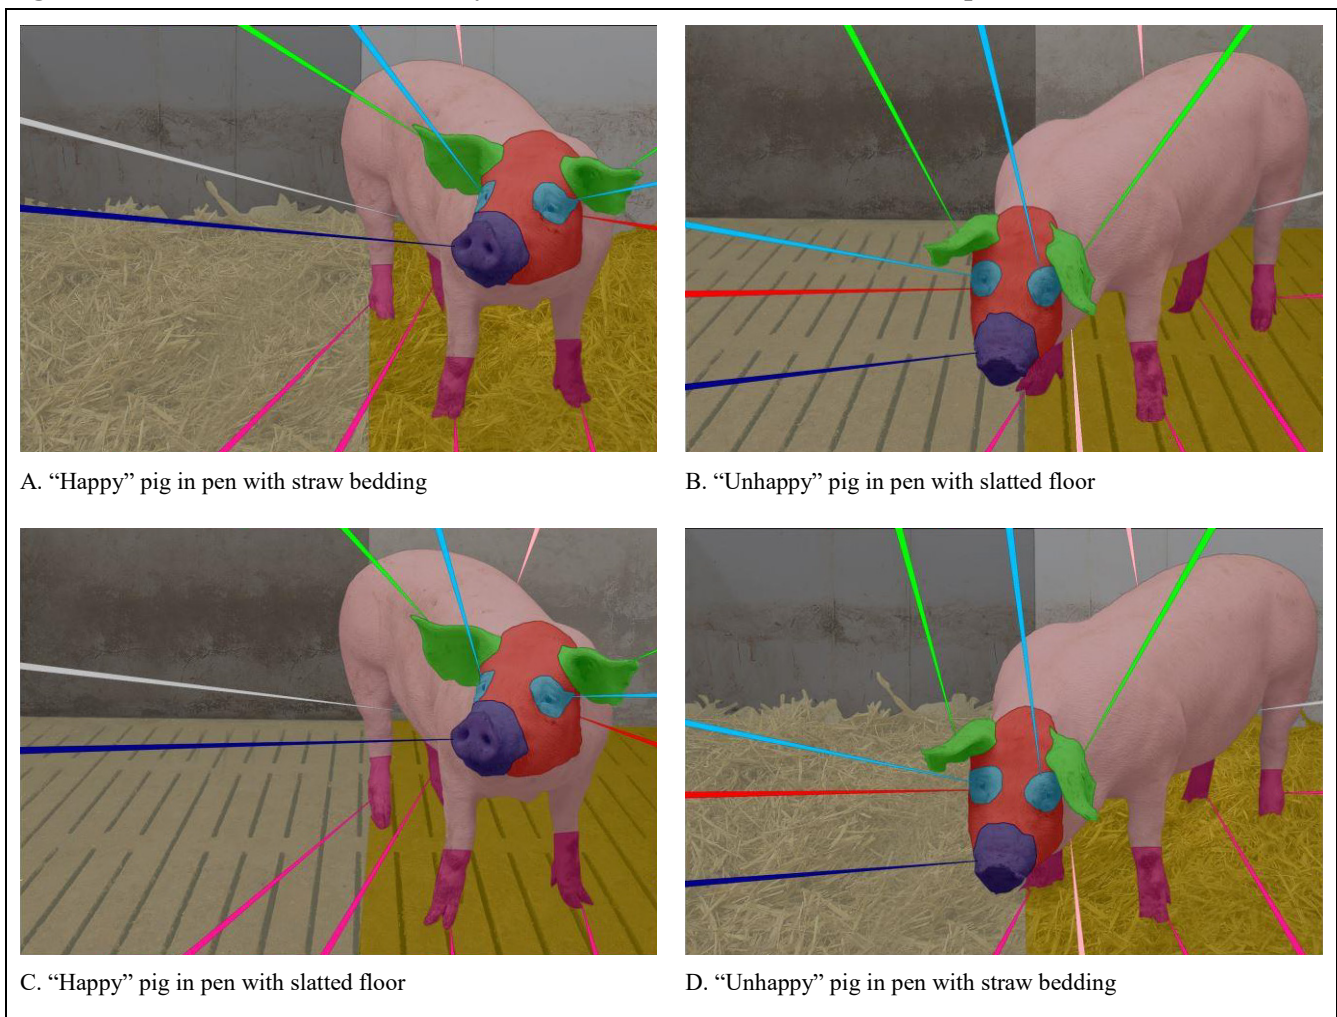 A. “Happy” pig in pen with straw bedding
B. “Unhappy” pig in pen with slatted floor
C. “Happy” pig in pen with slatted floor
D. “Unhappy” pig in pen with straw bedding